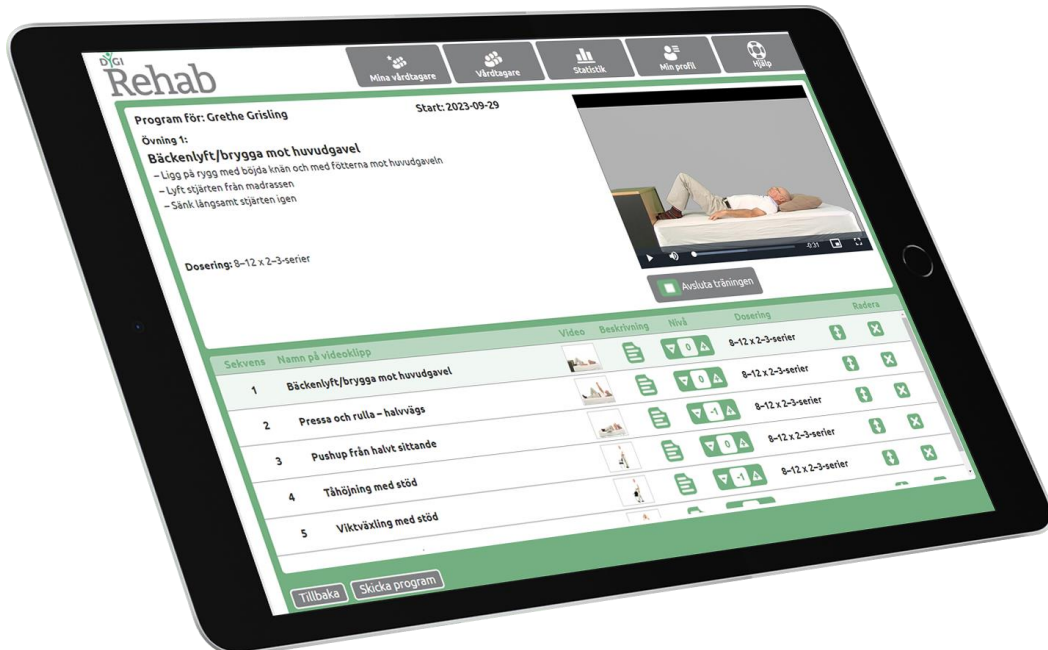 DYGI
Rehab
Mina vårdtagare
Vårdtagare
Statistik
Min profil
Hjälp
Program för: Grethe Grisling
Start: 2023-09-29
Övning 1:
Bäckenlyft/brygga mot huvudgavel
– Ligg på rygg med böjda knän och med fötterna mot huvudgaveln
– Lyft stjärten från madrassen
– Sänk långsamt stjärten igen
Dosering: 8–12 x 2–3-serier
-0:31
Avsluta träningen
Sekvens Namn på videoklipp Video Beskrivning Nivå Dosering Radera
1 Bäckenlyft/brygga mot huvudgavel 0 8–12 x 2–3-serier
2 Pressa och rulla – halvvägs 0 8–12 x 2–3-serier
3 Pushup från halvt sittande -1 8–12 x 2–3-serier
4 Tåhöjning med stöd 0 8–12 x 2–3-serier
5 Viktväxling med stöd -1 8–12 x 2–3-serier
Tillbaka
Skicka program